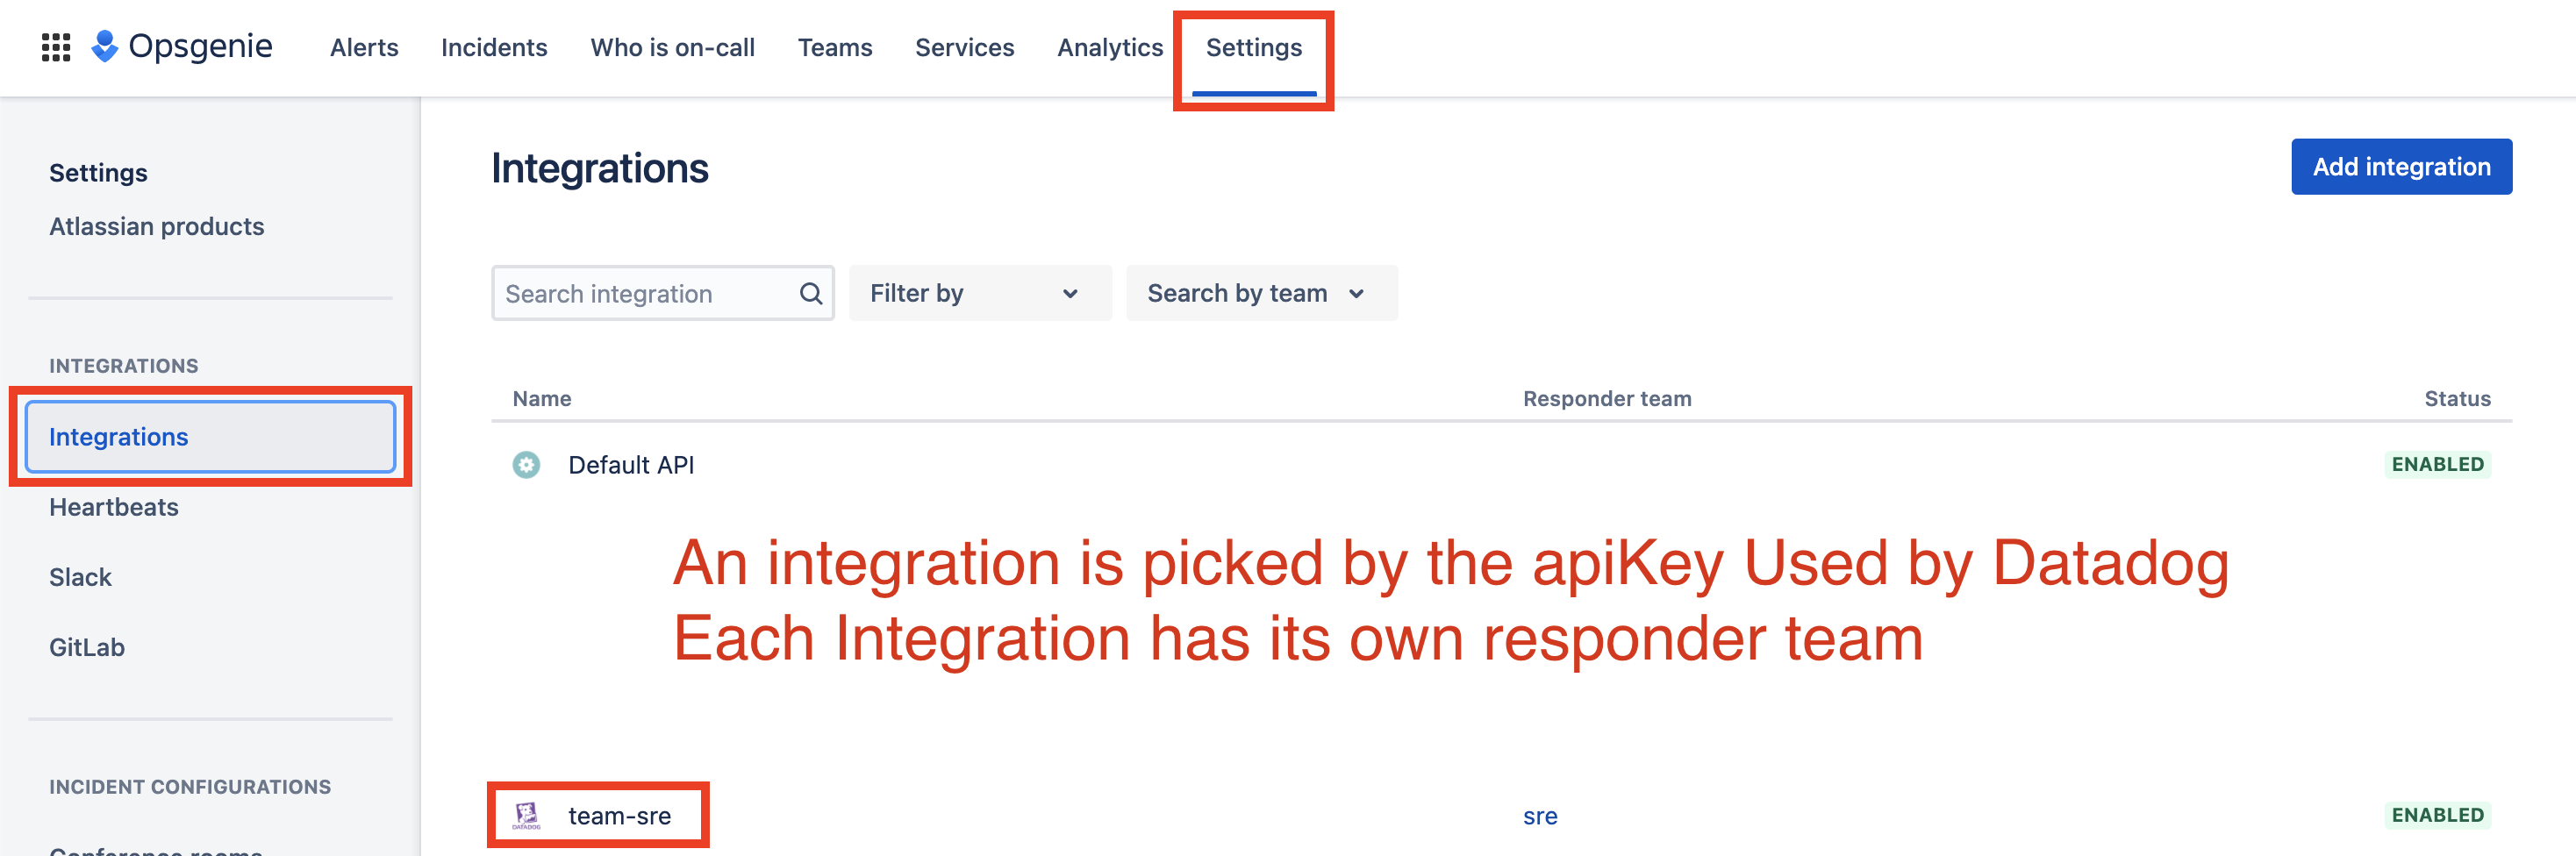 Opsgenie Alerts Incidents Who is on-call Teams Services Analytics Settings
Settings
Atlassian products
INTEGRATIONS
Integrations
Heartbeats
Slack
GitLab
INCIDENT CONFIGURATIONS
Conference rooms
Integrations
Add integration
Search integration Filter by Search by team
Name Responder team Status
Default API ENABLED
An integration is picked by the apiKey Used by Datadog
Each Integration has its own responder team
DATADOG team-sre sre ENABLED